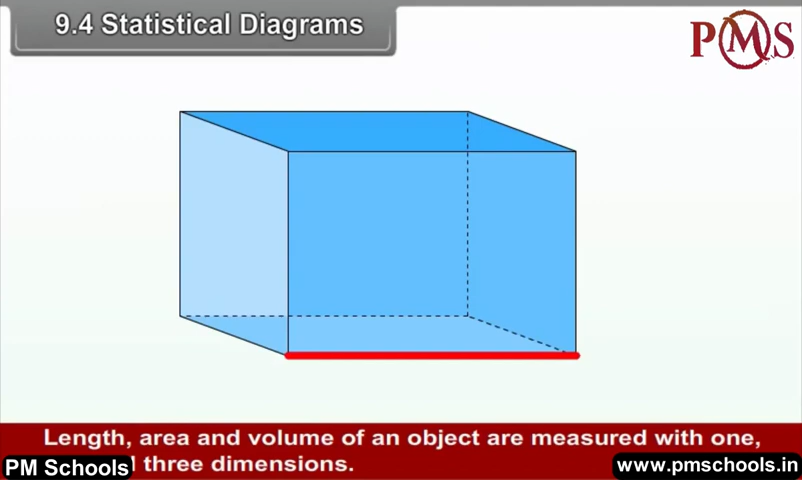 9.4 Statistical Diagrams
PMS
Length, area and volume of an object are measured with one,
three dimensions.
PM Schools
www.pmschools.in